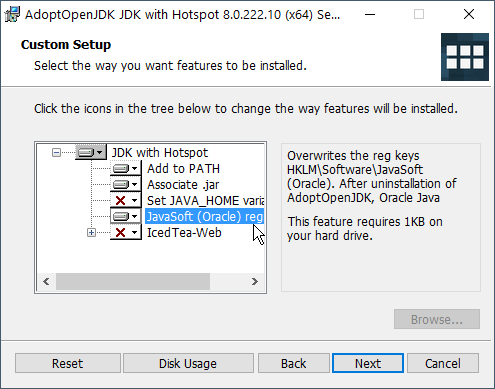 AdoptOpenJDK JDK with Hotspot 8.0.222.10 (x64) Se...
Custom Setup
Select the way you want features to be installed.
Click the icons in the tree below to change the way features will be installed.
JDK with Hotspot
Add to PATH
Associate .jar
Set JAVA_HOME varia
JavaSoft (Oracle) reg
IcedTea-Web
Overwrites the reg keys
HKLM\Software\JavaSoft
(Oracle). After uninstallation of
AdoptOpenJDK, Oracle Java
This feature requires 1KB on
your hard drive.
Browse...
Reset Disk Usage Back Next Cancel